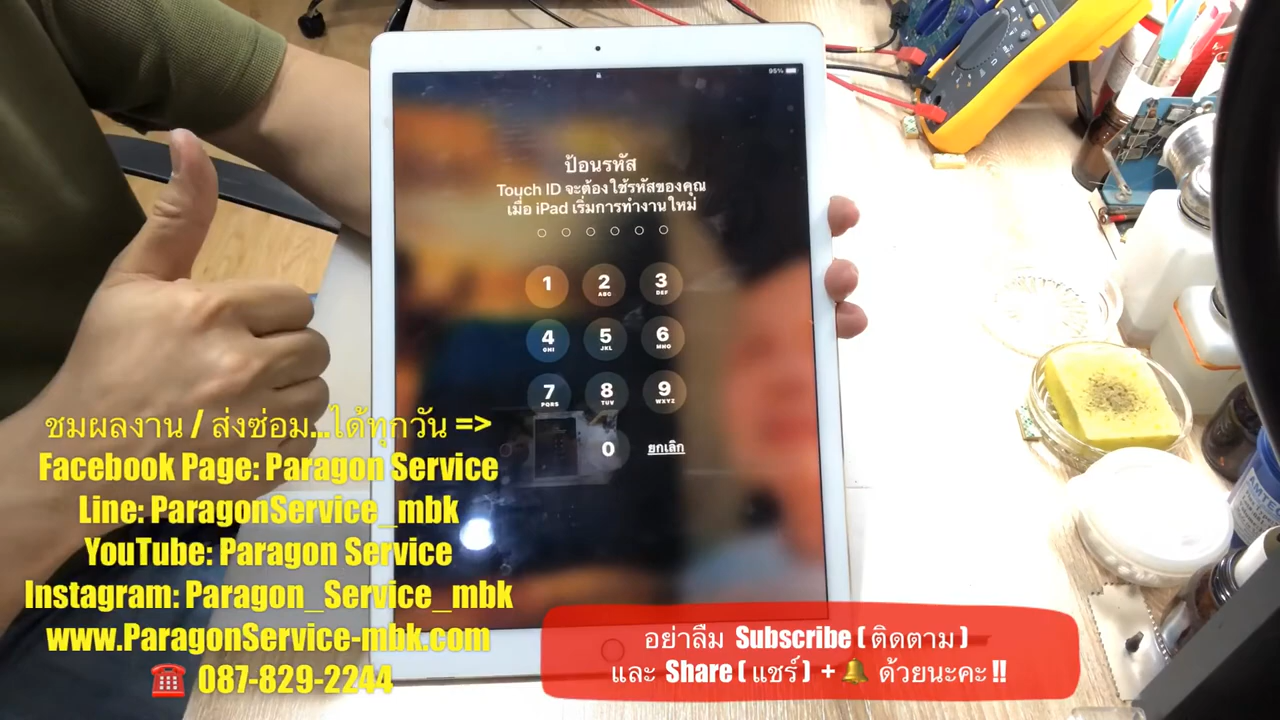 95%
ป้อนรหัส
Touch ID จะต้องใช้รหัสของคุณ
เมื่อ iPad เริ่มการทำงานใหม่
1
2
ABC
3
DEF
4
GHI
5
JKL
6
MNO
7
PQRS
8
TUV
9
WXYZ
0
ยกเลิก
ชมผลงาน / ส่งซ่อม...ได้ทุกวัน =>
Facebook Page: Paragon Service
Line: ParagonService_mbk
YouTube: Paragon Service
Instagram: Paragon_Service_mbk
www.ParagonService-mbk.com
☎ 087-829-2244
อย่าลืม Subscribe ( ติดตาม )
และ Share ( แชร์ ) + 🔔 ด้วยนะคะ !!